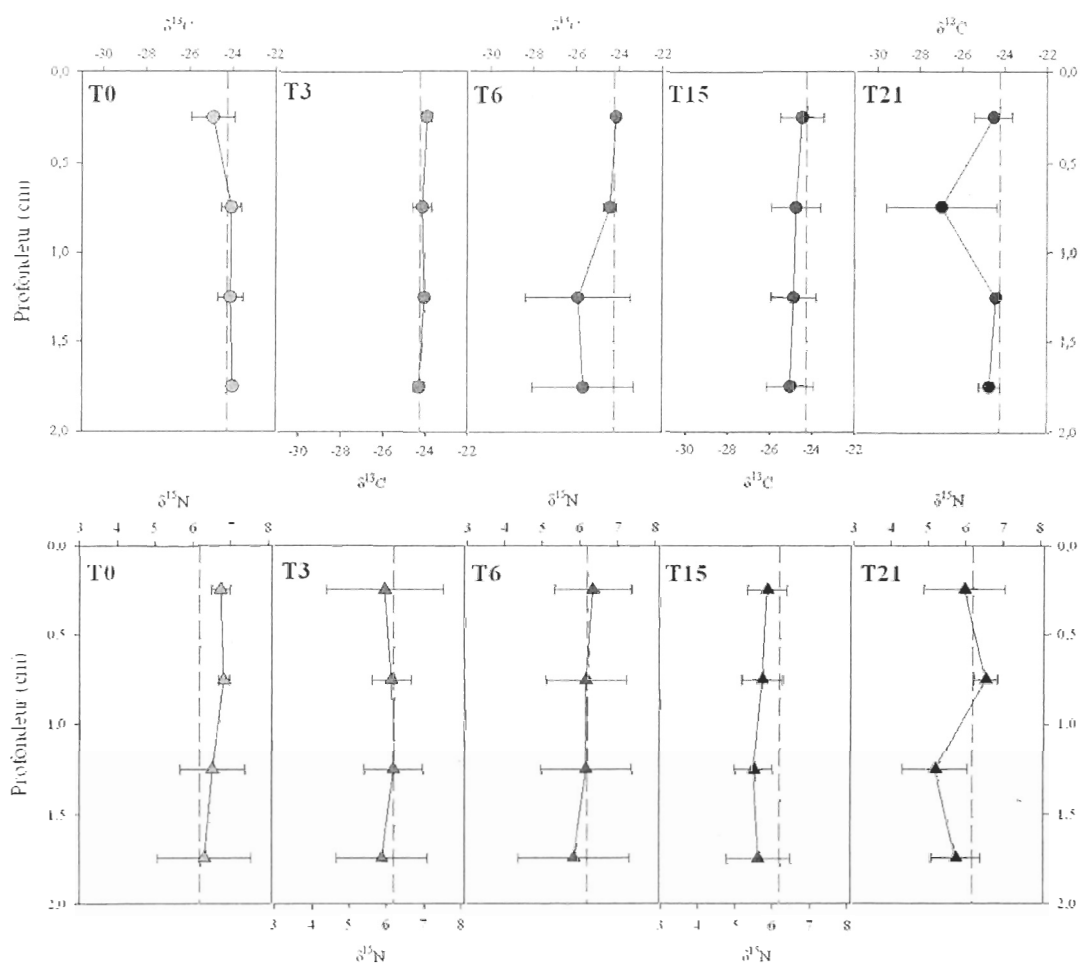 δ¹³C δ¹³C δ¹³C
-30 -28 -26 -24 -22 -30 -28 -26 -24 -22 -30 -28 -26 -24 -22
T0 T3 T6 T15 T21
0,0 0,0
0,5 0,5
1,0 1,0
1,5 1,5
2,0 2,0
Profondeur (cm)
-30 -28 -26 -24 -22 -30 -28 -26 -24 -22
δ¹³C δ¹³C
δ¹⁵N δ¹⁵N δ¹⁵N
3 4 5 6 7 8 3 4 5 6 7 8 3 4 5 6 7 8
T0 T3 T6 T15 T21
0.0 0.0
0.5 0.5
1.0 1.0
1.5 1.5
2.0 2.0
Profondeur (cm)
3 4 5 6 7 8 3 4 5 6 7 8
δ¹⁵N δ¹⁵N